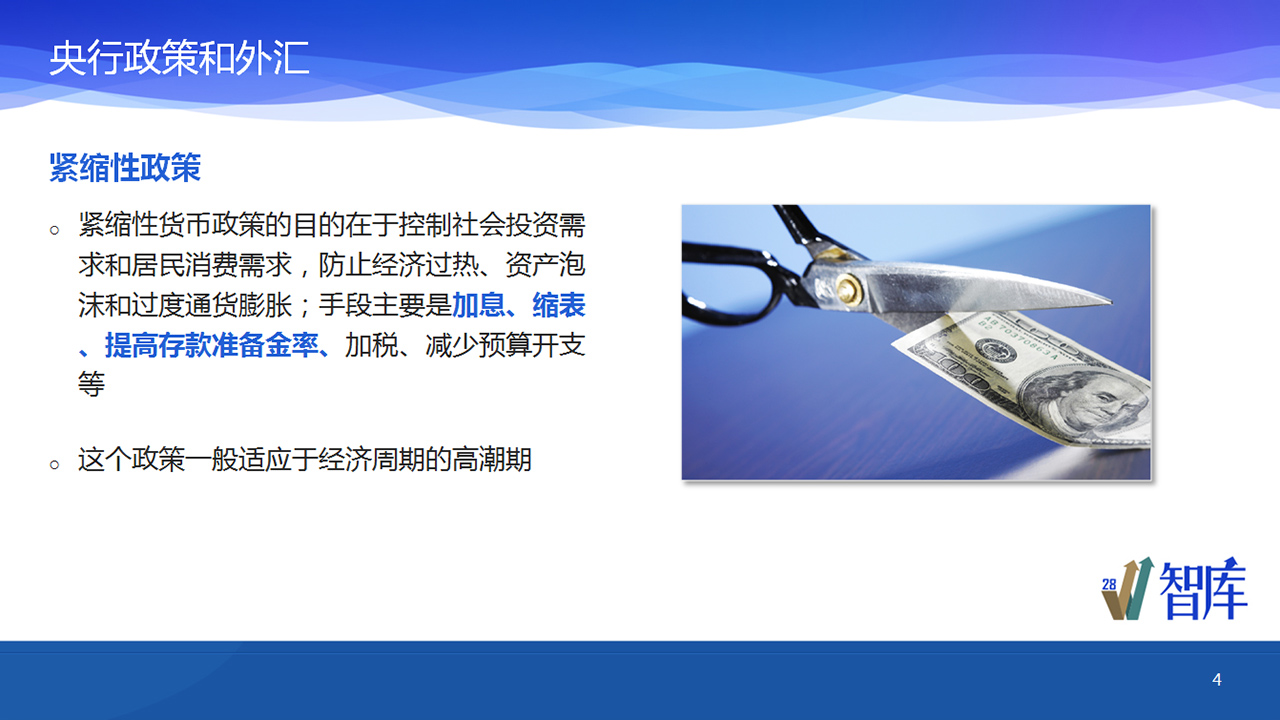 央行政策和外汇
紧缩性政策
。 紧缩性货币政策的目的在于控制社会投资需
求和居民消费需求，防止经济过热、资产泡
沫和过度通货膨胀；手段主要是加息、缩表
、提高存款准备金率、加税、减少预算开支
等
。 这个政策一般适应于经济周期的高潮期
AB70370863A
100
28
智库
4